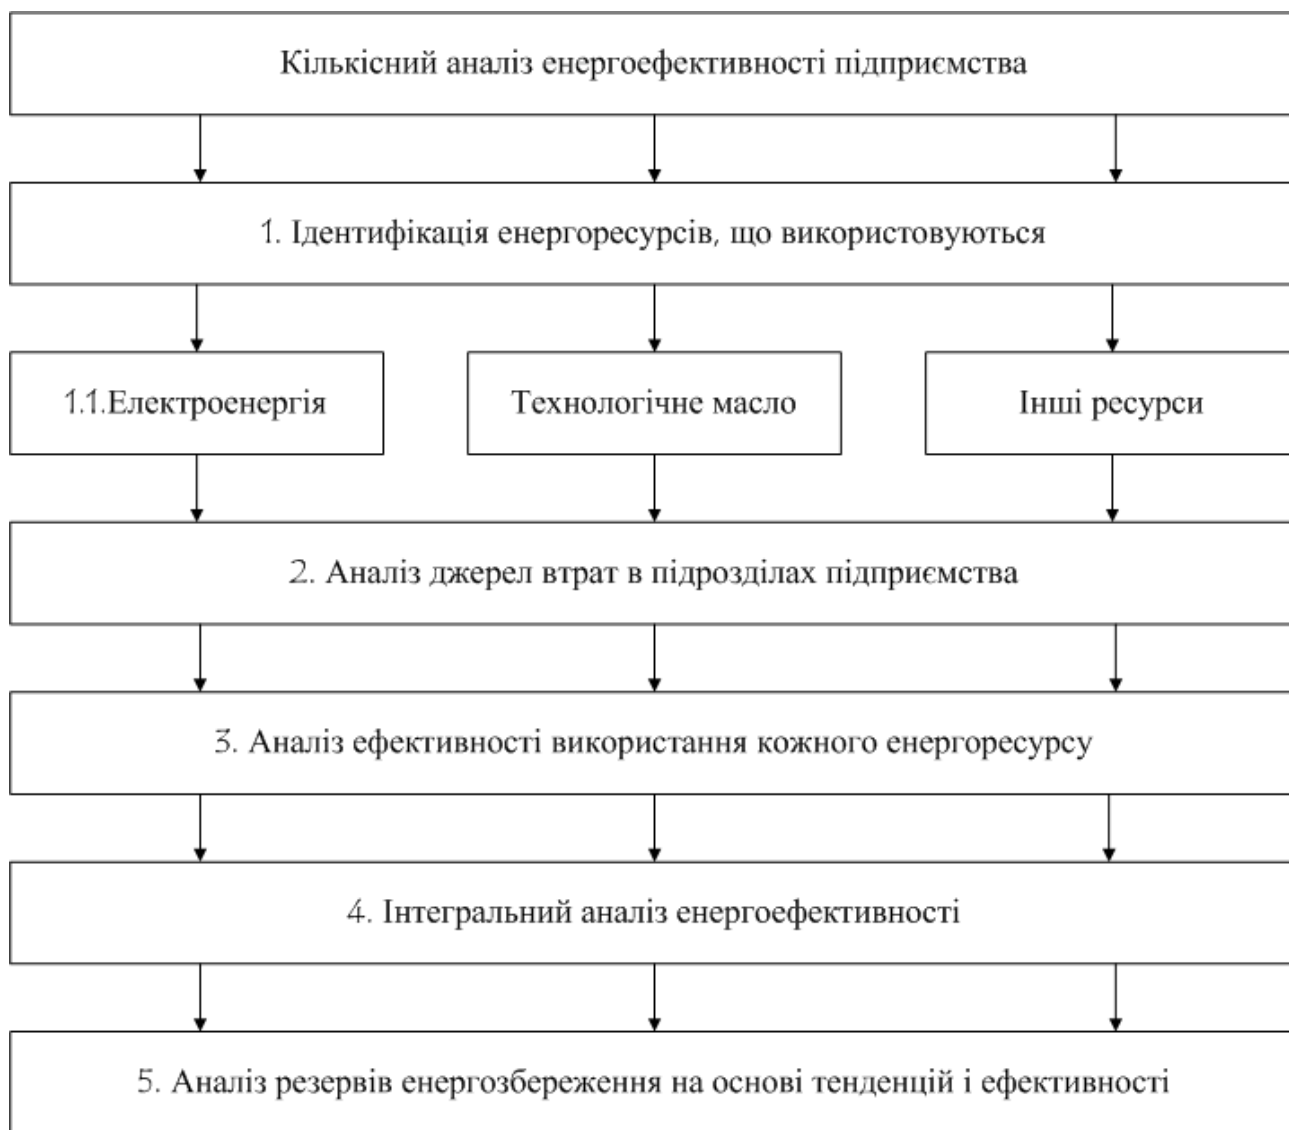 Кількісний аналіз енергоефективності підприємства
1. Ідентифікація енергоресурсів, що використовуються
1.1.Електроенергія
Технологічне масло
Інші ресурси
2. Аналіз джерел втрат в підрозділах підприємства
3. Аналіз ефективності використання кожного енергоресурсу
4. Інтегральний аналіз енергоефективності
5. Аналіз резервів енергозбереження на основі тенденцій і ефективності